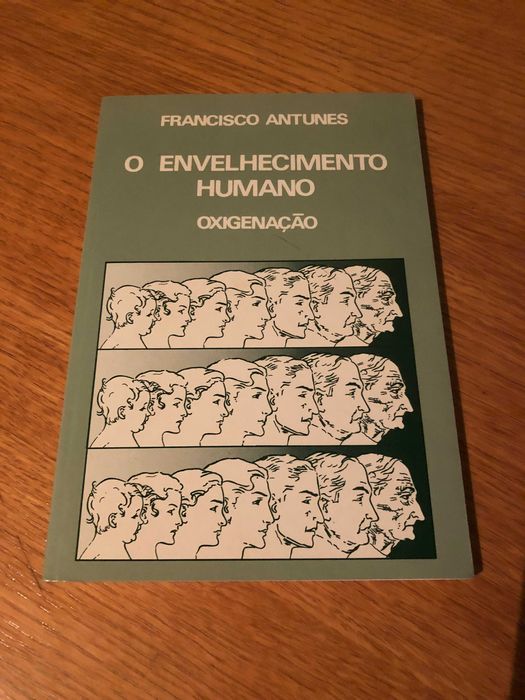 FRANCISCO ANTUNES
O ENVELHECIMENTO
HUMANO
OXIGENAÇÃO